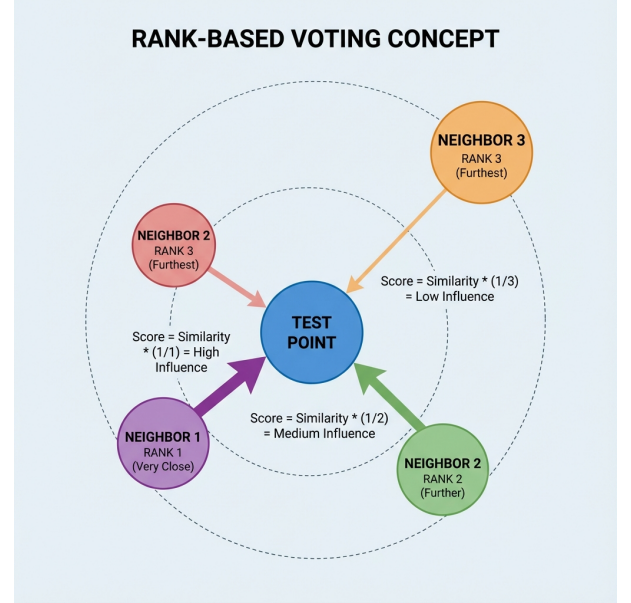 RANK-BASED VOTING CONCEPT
NEIGHBOR 3
RANK 3
(Furthest)
NEIGHBOR 2
RANK 3
(Furthest)
Score = Similarity * (1/3)
= Low Influence
TEST
POINT
Score = Similarity
* (1/1) = High
Influence
Score = Similarity * (1/2)
= Medium Influence
NEIGHBOR 1
RANK 1
(Very Close)
NEIGHBOR 2
RANK 2
(Further)